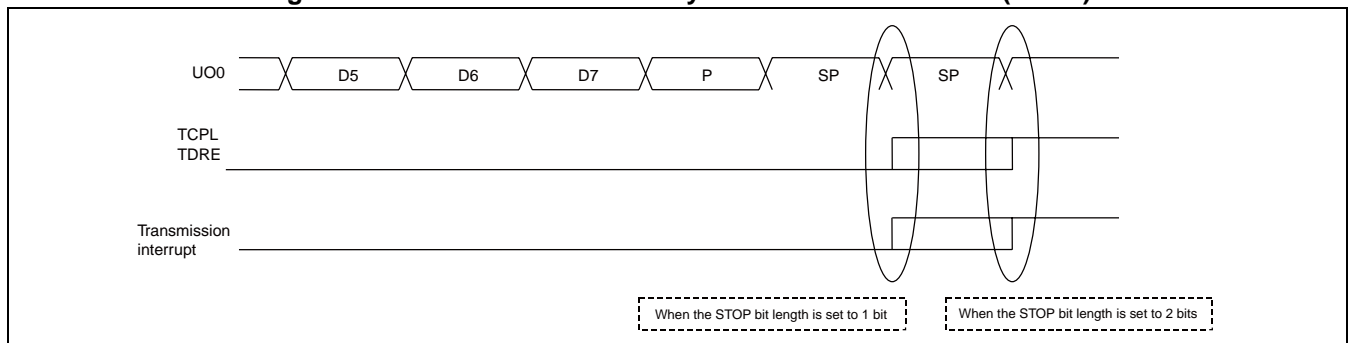 UO0
D5
D6
D7
P
SP
SP
TCPL
TDRE
Transmission
interrupt
When the STOP bit length is set to 1 bit
When the STOP bit length is set to 2 bits